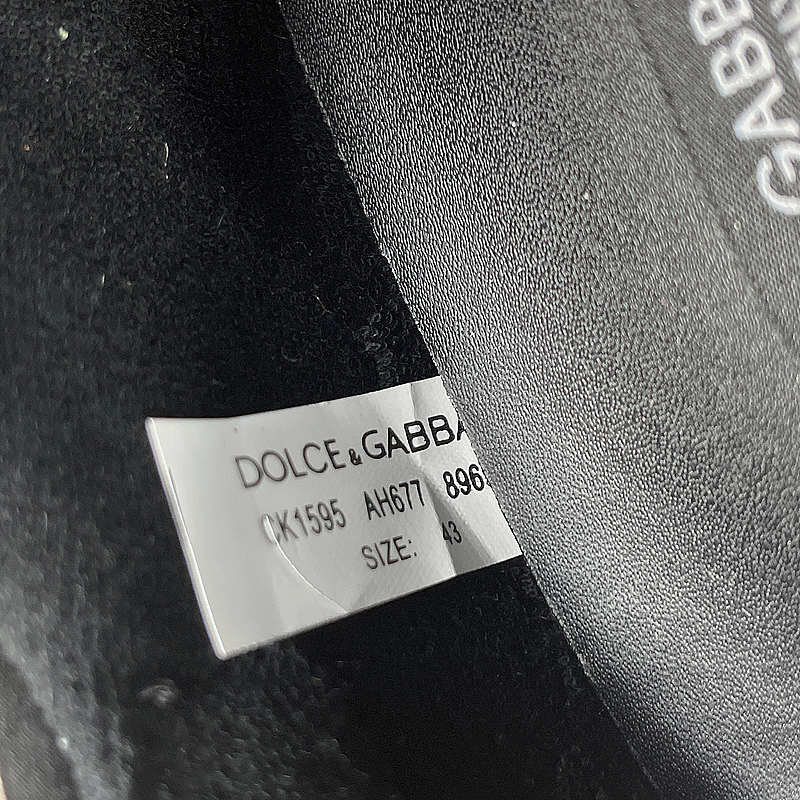 DOLCE&GABBA
CK1595 AH677 896
SIZE: 43
GABB